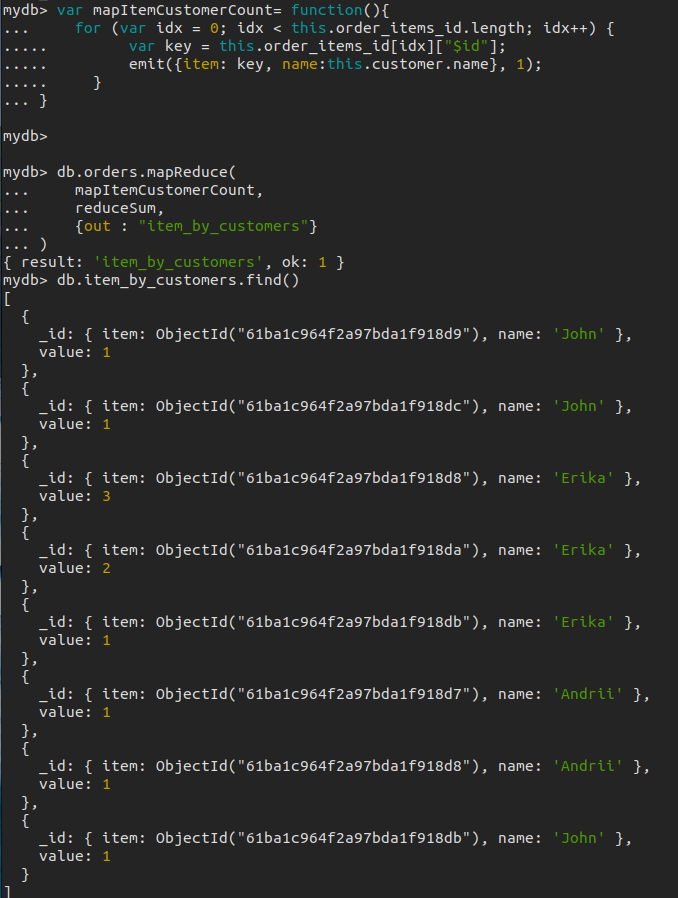 mydb> var mapItemCustomerCount= function(){
...     for (var idx = 0; idx < this.order_items_id.length; idx++) {
.....         var key = this.order_items_id[idx]["$id"];
.....         emit({item: key, name:this.customer.name}, 1);
.....     }
... }
mydb>
mydb> db.orders.mapReduce(
...     mapItemCustomerCount,
...     reduceSum,
...     {out : "item_by_customers"}
... )
{ result: 'item_by_customers', ok: 1 }
mydb> db.item_by_customers.find()
[
  {
    _id: { item: ObjectId("61ba1c964f2a97bda1f918d9"), name: 'John' },
    value: 1
  },
  {
    _id: { item: ObjectId("61ba1c964f2a97bda1f918dc"), name: 'John' },
    value: 1
  },
  {
    _id: { item: ObjectId("61ba1c964f2a97bda1f918d8"), name: 'Erika' },
    value: 3
  },
  {
    _id: { item: ObjectId("61ba1c964f2a97bda1f918da"), name: 'Erika' },
    value: 2
  },
  {
    _id: { item: ObjectId("61ba1c964f2a97bda1f918db"), name: 'Erika' },
    value: 1
  },
  {
    _id: { item: ObjectId("61ba1c964f2a97bda1f918d7"), name: 'Andrii' },
    value: 1
  },
  {
    _id: { item: ObjectId("61ba1c964f2a97bda1f918d8"), name: 'Andrii' },
    value: 1
  },
  {
    _id: { item: ObjectId("61ba1c964f2a97bda1f918db"), name: 'John' },
    value: 1
  }
]